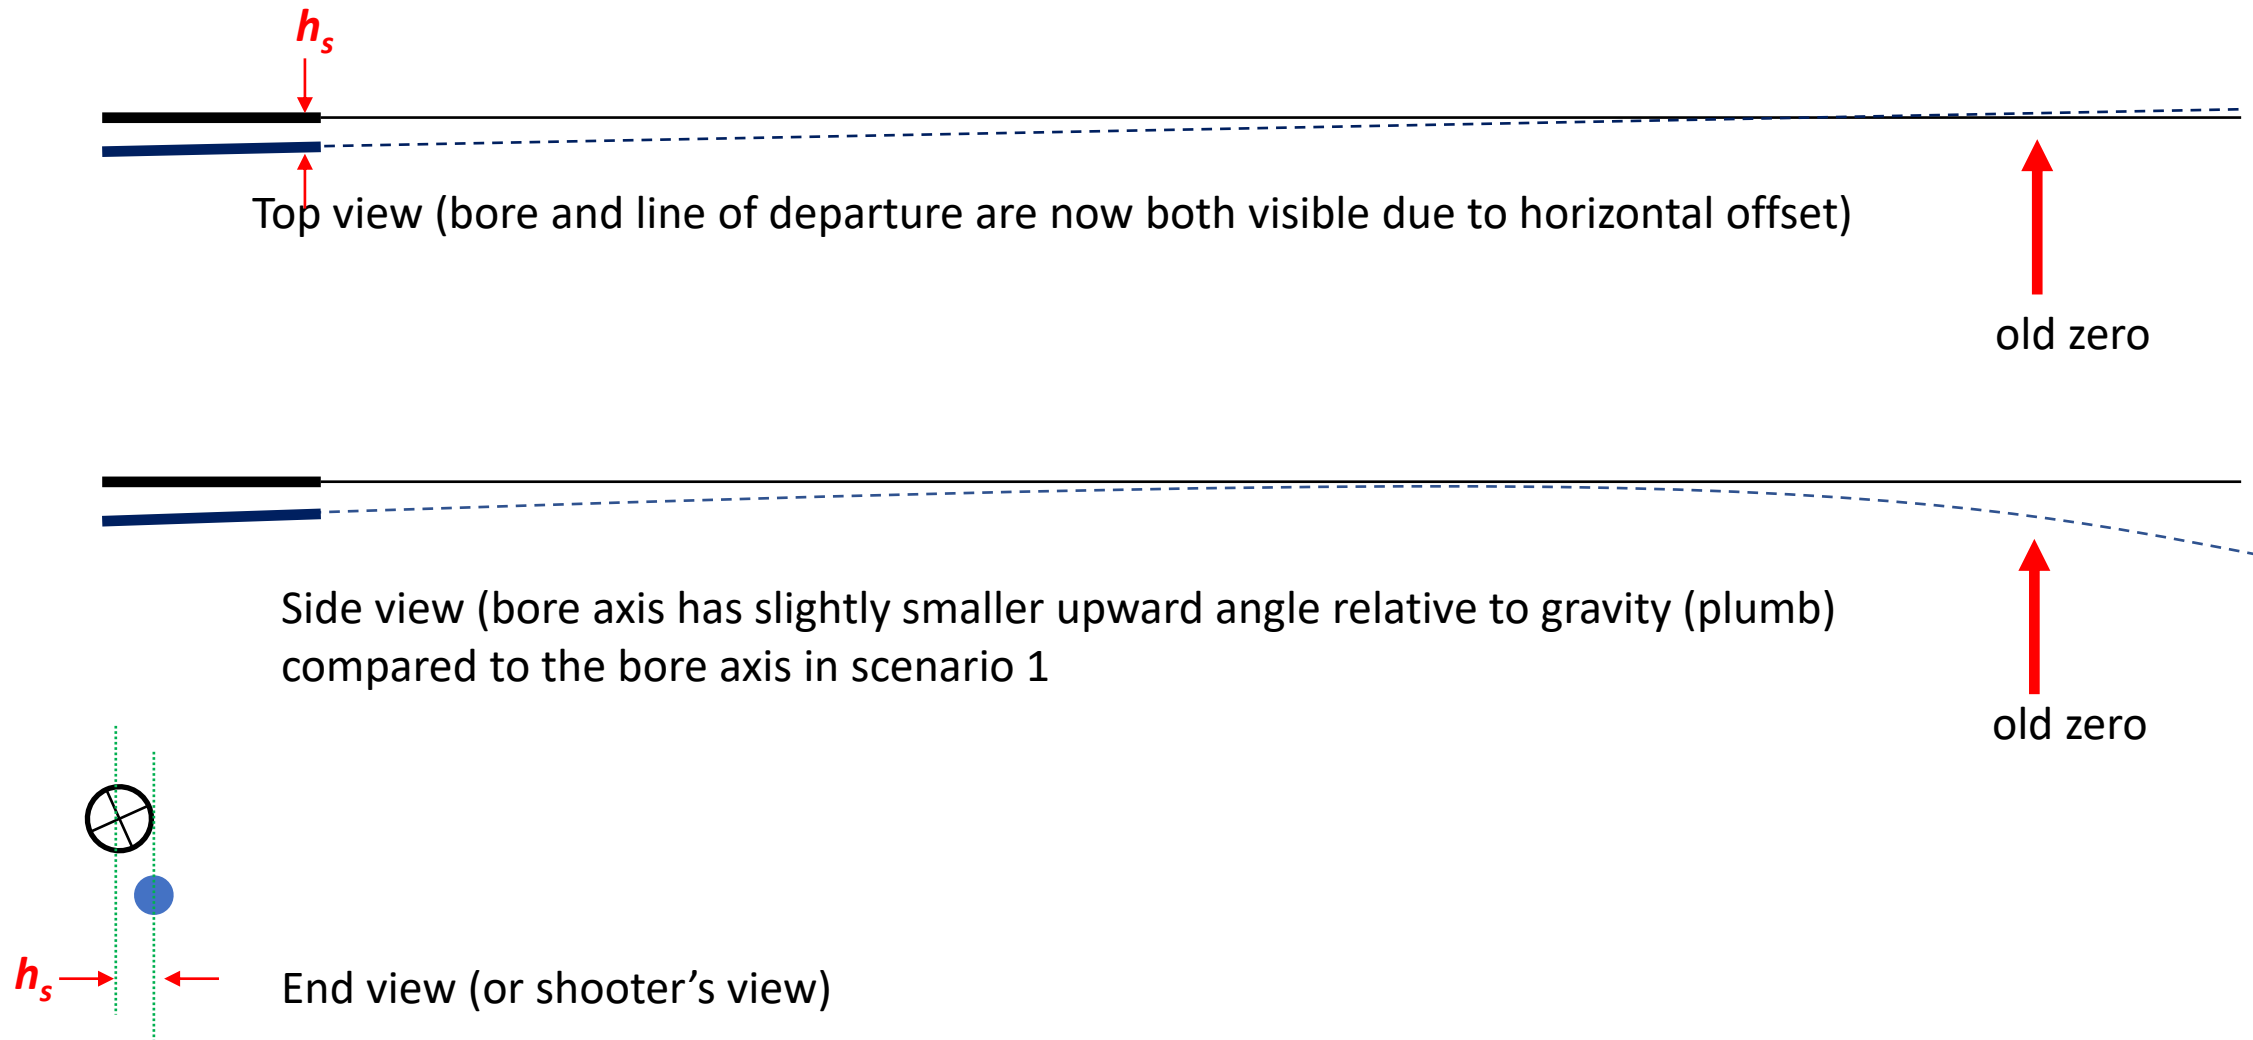 hs
Top view (bore and line of departure are now both visible due to horizontal offset)
old zero
Side view (bore axis has slightly smaller upward angle relative to gravity (plumb)
compared to the bore axis in scenario 1
old zero
hs
End view (or shooter’s view)